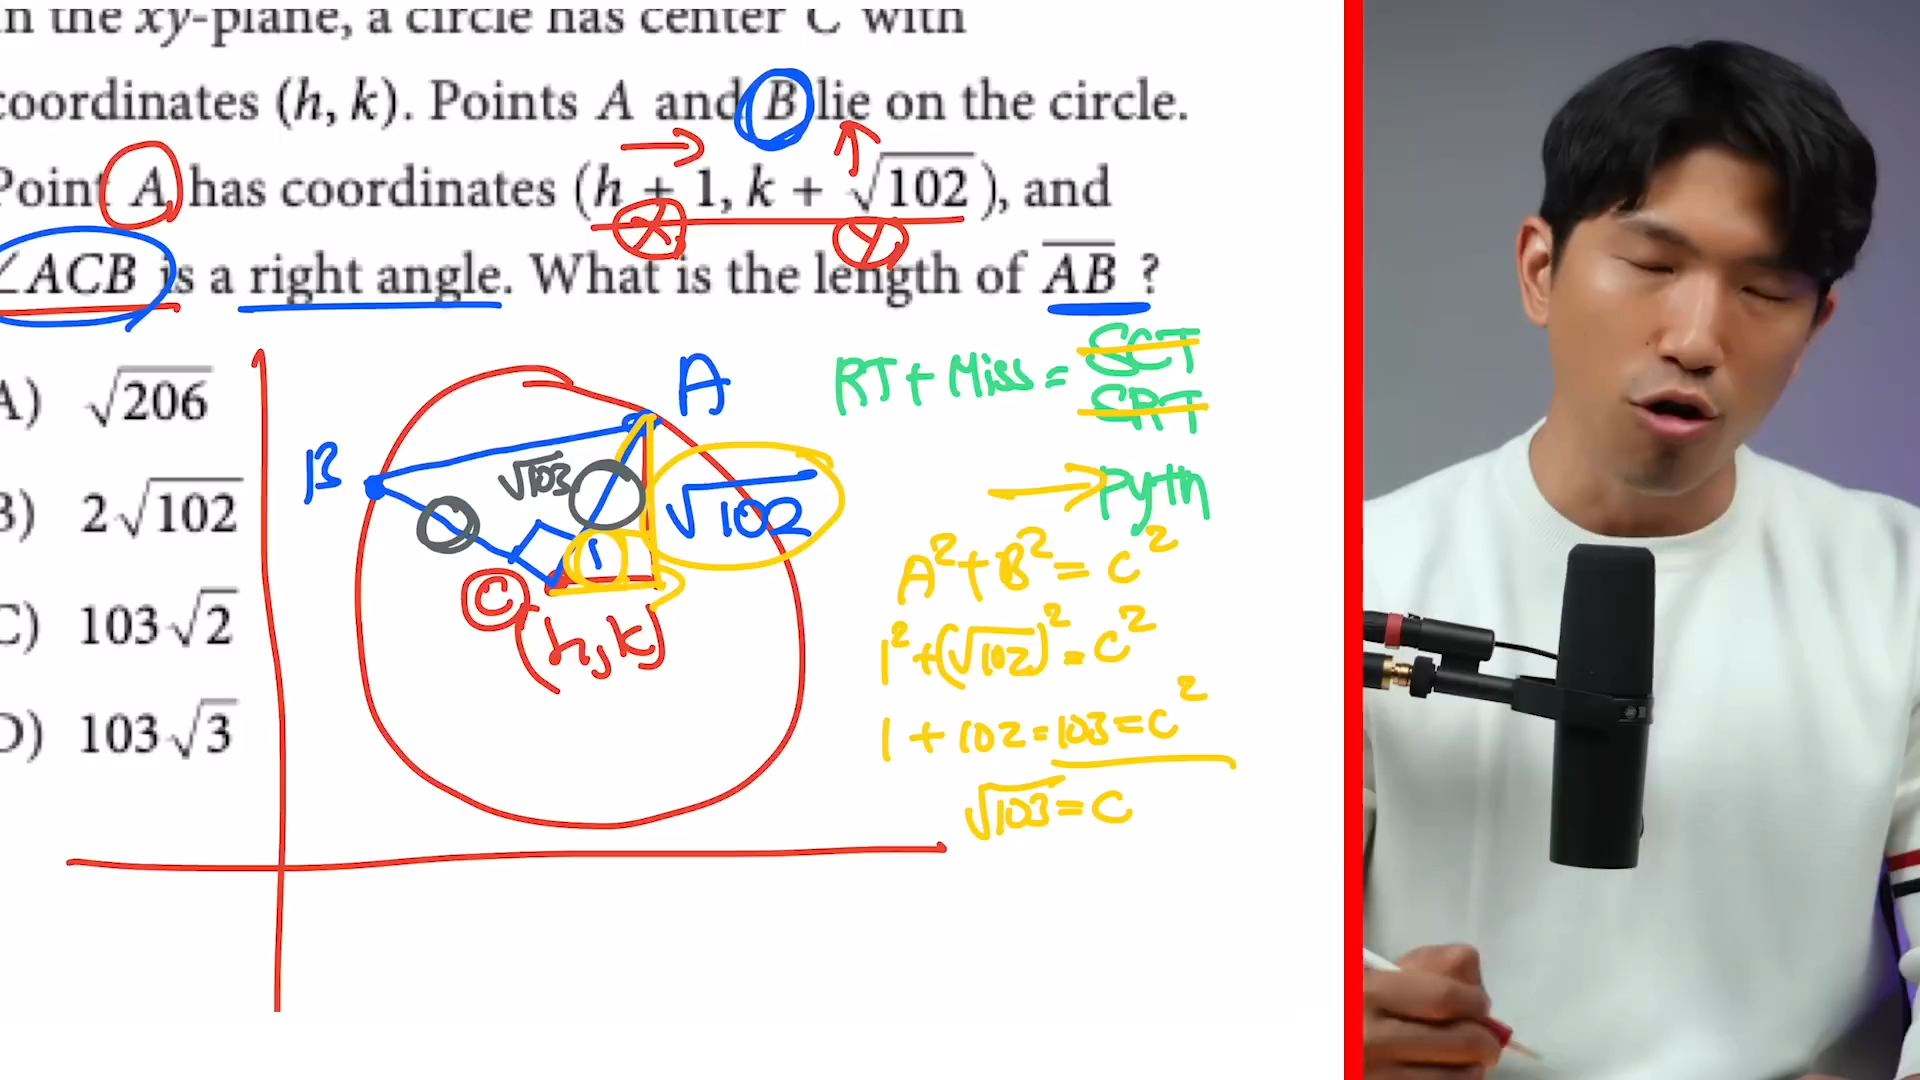 n the xy-plane, a circle has center C with
coordinates (h, k). Points A and B lie on the circle.
Point A has coordinates (h + 1, k + √102), and
∠ACB is a right angle. What is the length of AB ?
A) √206
B) 2√102
C) 103√2
D) 103√3
X
Y
A
B
√103
√102
1
C
(h, k)
RT + Miss = SCT
SRT
Pyth
A² + B² = C²
1² + (√102)² = C²
1 + 102 = 103 = C²
√103 = C